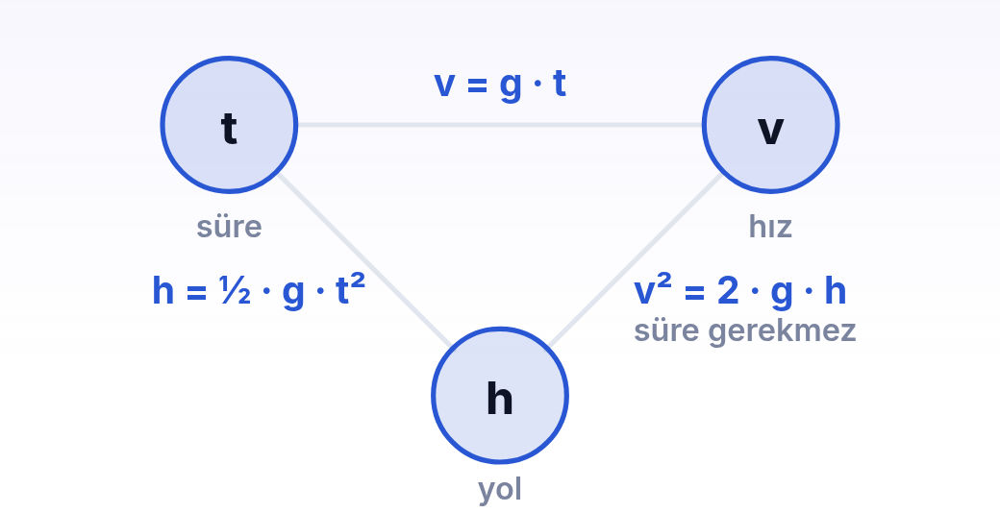 v = g · t
t
v
süre
hız
h = ½ · g · t²
v² = 2 · g · h
süre gerekmez
h
yol